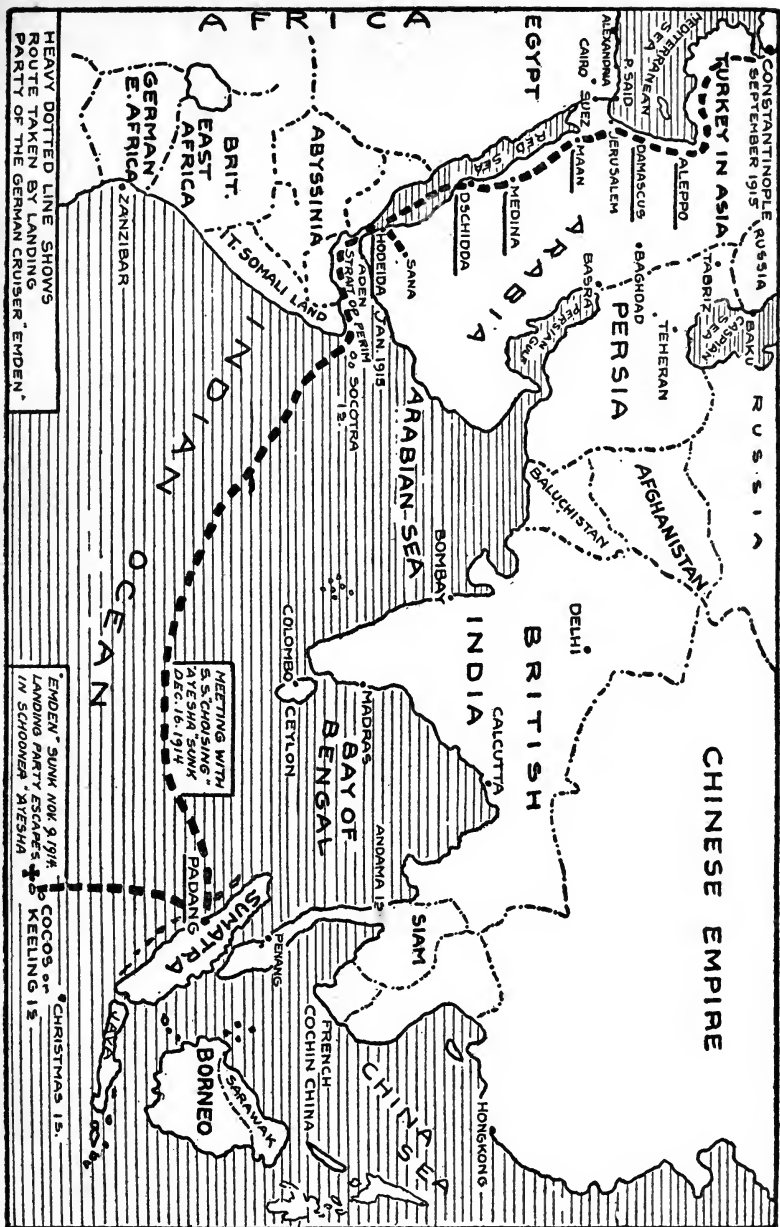 CONSTANTINOPLE
SEPTEMBER 1915
RUSSIA
BAKU
CASPIAN
SEA
RUSSIA
TURKEY IN ASIA
TABRIZ
MEDITERRANEAN
SEA
ALEPPO
TEHERAN
DAMASCUS
BAGHDAD
P. SAID
JERUSALEM
ALEXANDRIA
CAIRO
SUEZ
MAAN
BASRA
PERSIA
AFGHANISTAN
BALUCHISTAN
CHINESE EMPIRE
EGYPT
ARABIA
PERSIAN
GULF
DELHI
BRITISH
INDIA
RED
SEA
MEDINA
DSCHIDDA
CALCUTTA
HONGKONG
SANA
HODEIDA
JAN. 1915
ARABIAN-SEA
BOMBAY
AFRICA
ABYSSINIA
ADEN
STRAIT OF PERIM
SOCOTRA
IS.
MADRAS
BAY OF
BENGAL
ANDAMA IS.
SIAM
FRENCH
COCHIN CHINA
CHINA SEA
IT. SOMALI LAND
COLOMBO
CEYLON
PENANG
BRIT.
EAST
AFRICA
GERMAN
E. AFRICA
ZANZIBAR
INDIAN OCEAN
MEETING WITH
S.S. "CHOISING"
"AYESHA" SUNK
DEC. 16. 1914
PADANG
SUMATRA
SARAWAK
BORNEO
JAVA
CHRISTMAS IS.
COCOS OR
KEELING IS
"EMDEN" SUNK NOV. 9. 1914.
LANDING PARTY ESCAPES
IN SCHOONER "AYESHA"
HEAVY DOTTED LINE SHOWS
ROUTE TAKEN BY LANDING
PARTY OF THE GERMAN CRUISER "EMDEN"